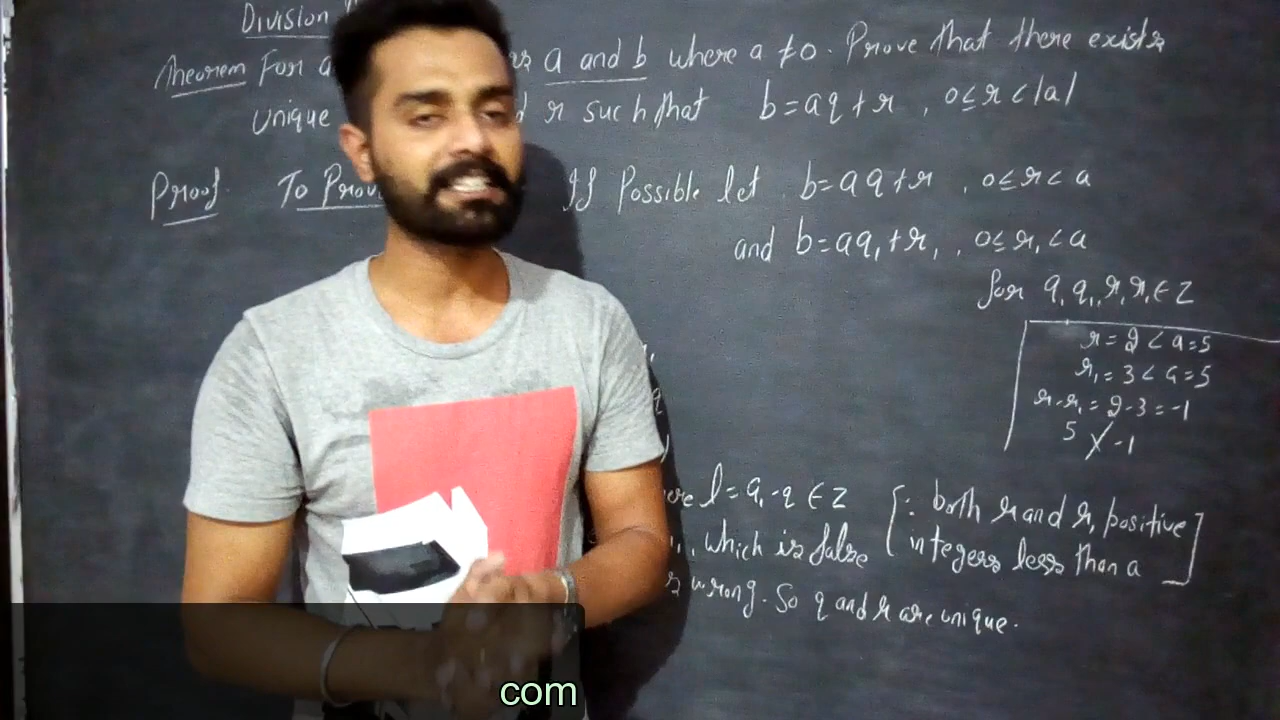 Division
Theorem For a and b where a ≠ 0. Prove that there exists
unique r such that b = aq + r , 0 ≤ r < |a|
Proof. To Prove If Possible let b = aq + r , 0 ≤ r < a
and b = aq₁ + r₁ , 0 ≤ r₁ < a
for q, q₁, r, r₁ ∈ Z
r = 2 < a = 5
r₁ = 3 < a = 5
r - r₁ = 2 - 3 = -1
5 ∤ -1
l = q₁ - q ∈ Z [∵ both r and r₁ positive
which is false integers less than a]
wrong. So q and r are unique.
com